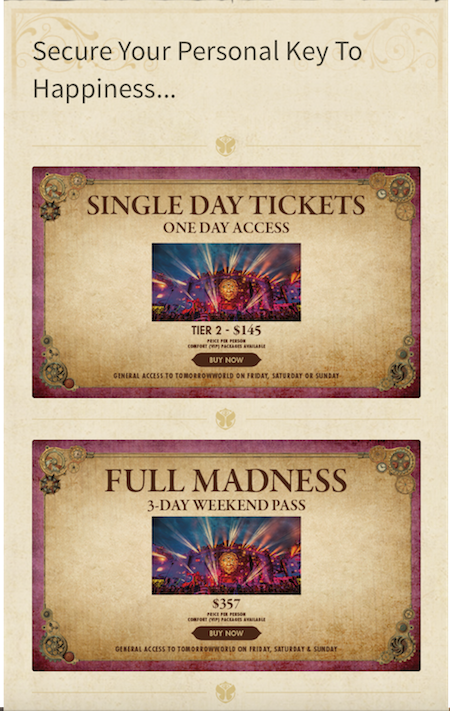 Secure Your Personal Key To
Happiness...
SINGLE DAY TICKETS
ONE DAY ACCESS
TIER 2 - $145
PRICE PER PERSON
COMFORT (VIP) PACKAGES AVAILABLE
BUY NOW
GENERAL ACCESS TO TOMORROWWORLD ON FRIDAY, SATURDAY OR SUNDAY
FULL MADNESS
3-DAY WEEKEND PASS
$357
PRICE PER PERSON
COMFORT (VIP) PACKAGES AVAILABLE
BUY NOW
GENERAL ACCESS TO TOMORROWWORLD ON FRIDAY, SATURDAY & SUNDAY